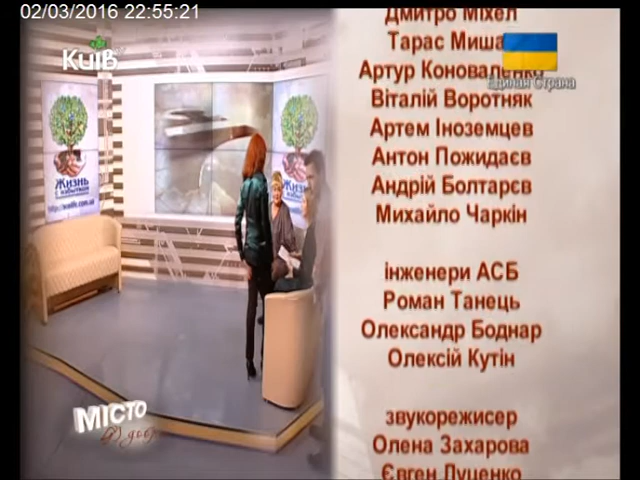 02/03/2016 22:55:21
Київ
Єдиная Страна
Дмитро Міхел
Тарас
Артур Коноваленко
Віталій Воротняк
Артем Іноземцев
Антон Пожидаєв
Андрій Болтарєв
Михайло Чаркін
інженери АСБ
Роман Танець
Олександр Боднар
Олексій Кутін
звукорежисер
Олена Захарова
Євген Луценко
Жизнь
с избытком
МІСТО